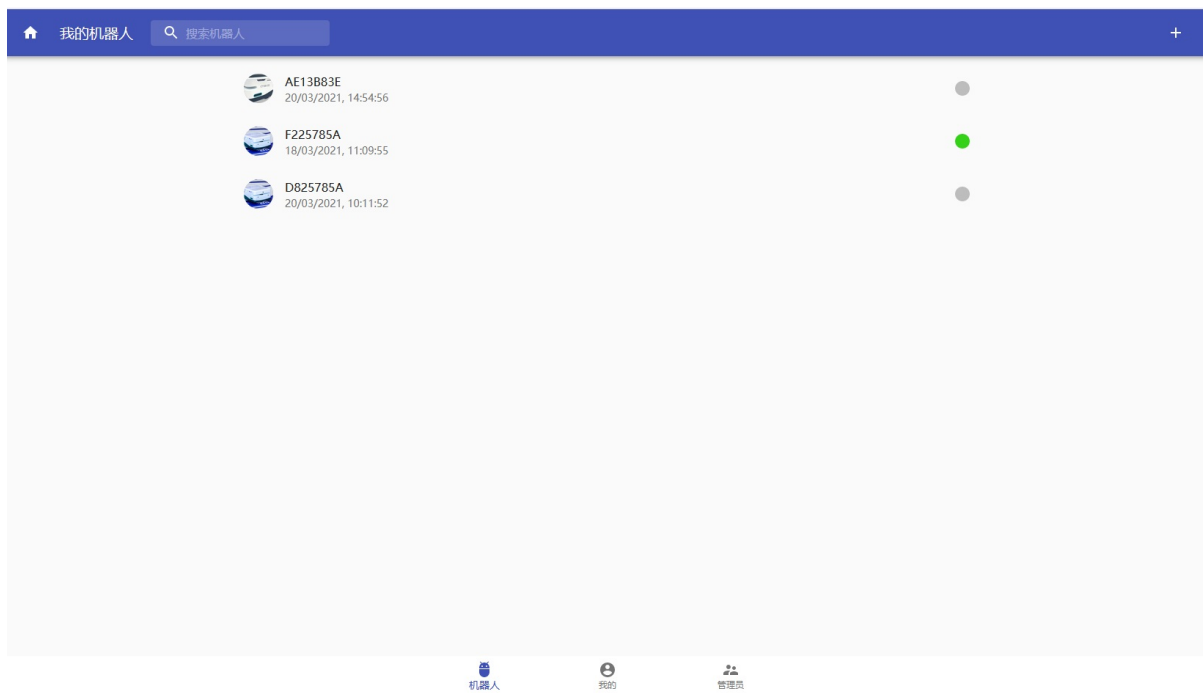 我的机器人
搜索机器人
AE13B83E
20/03/2021, 14:54:56
F225785A
18/03/2021, 11:09:55
D825785A
20/03/2021, 10:11:52
机器人
我的
管理员